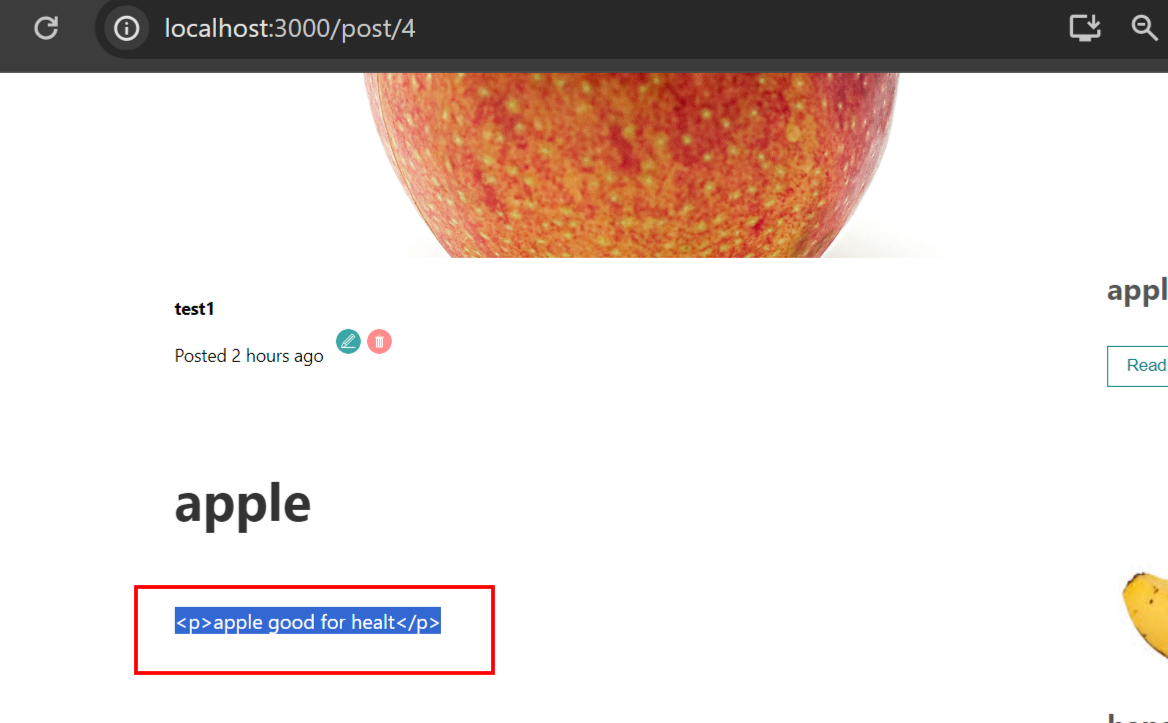 localhost:3000/post/4
test1
Posted 2 hours ago
appl
Read
apple
<p>apple good for healt</p>